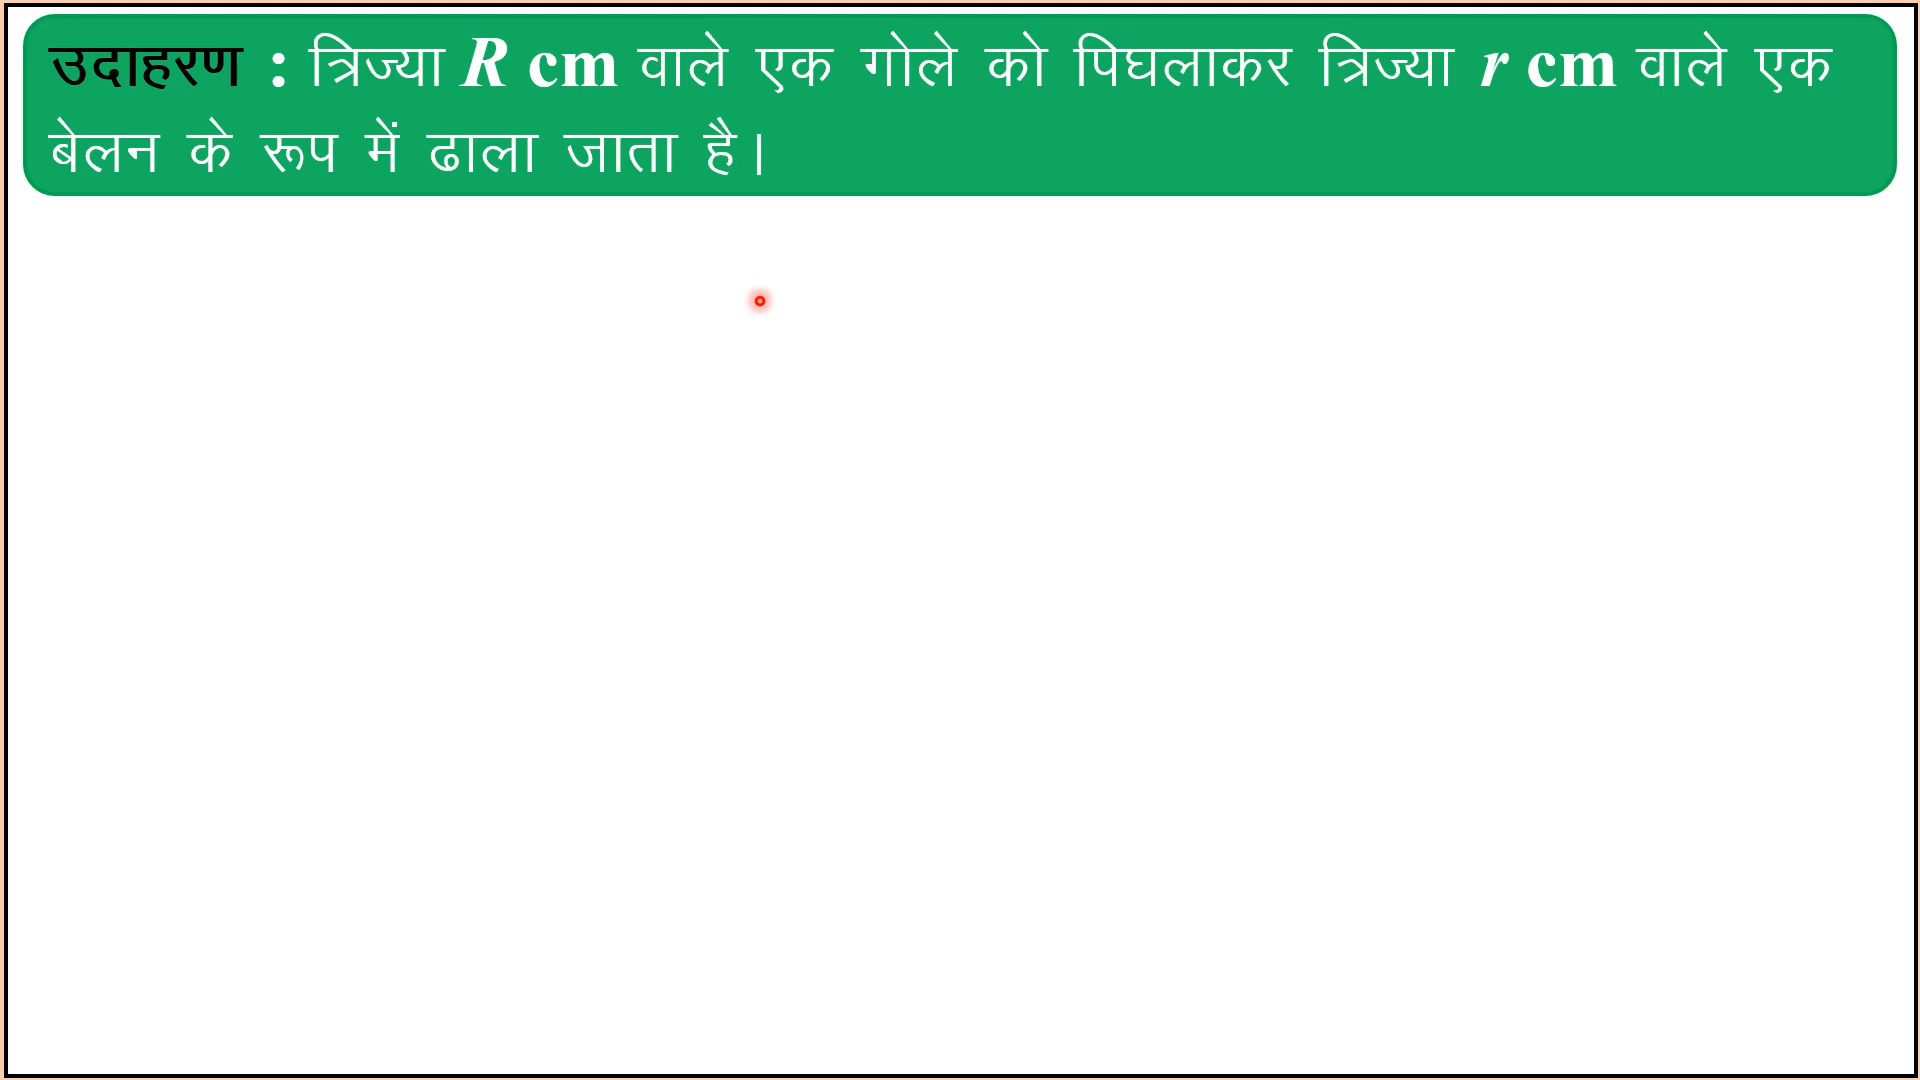 उदाहरण : त्रिज्या R cm वाले एक गोले को पिघलाकर त्रिज्या r cm वाले एक
बेलन के रूप में ढाला जाता है।